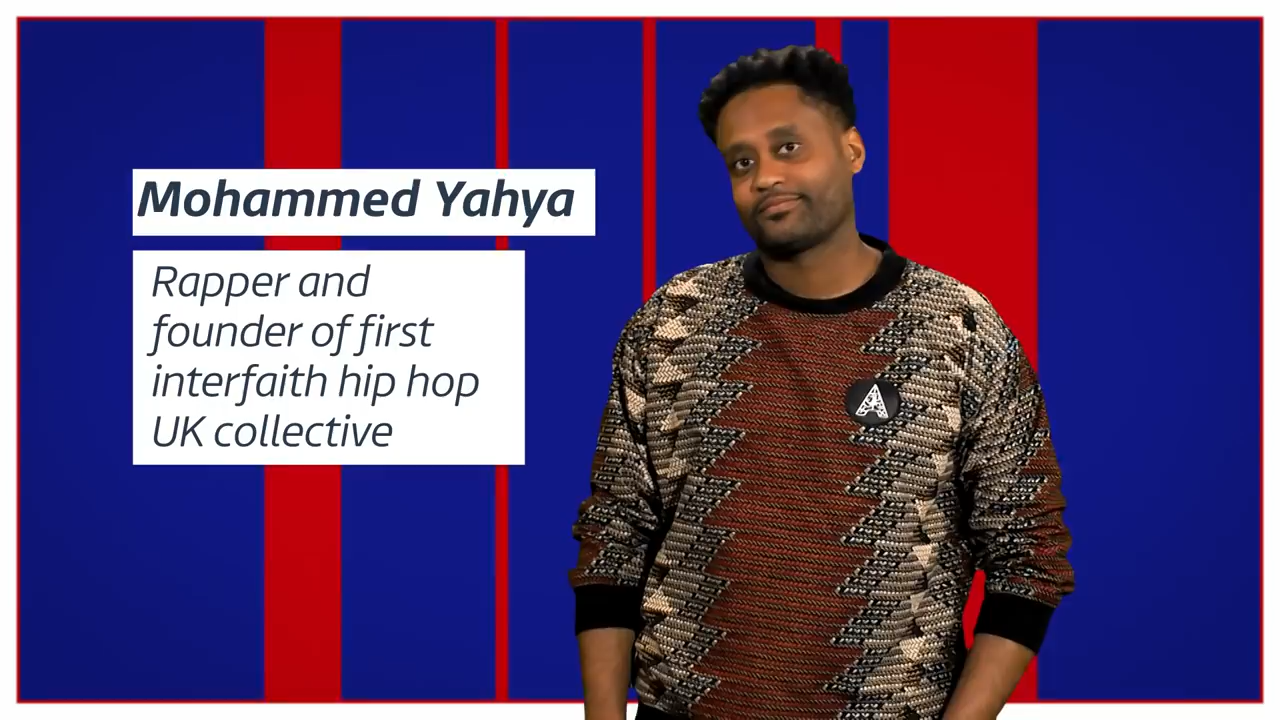 Mohammed Yahya
Rapper and
founder of first
interfaith hip hop
UK collective
A